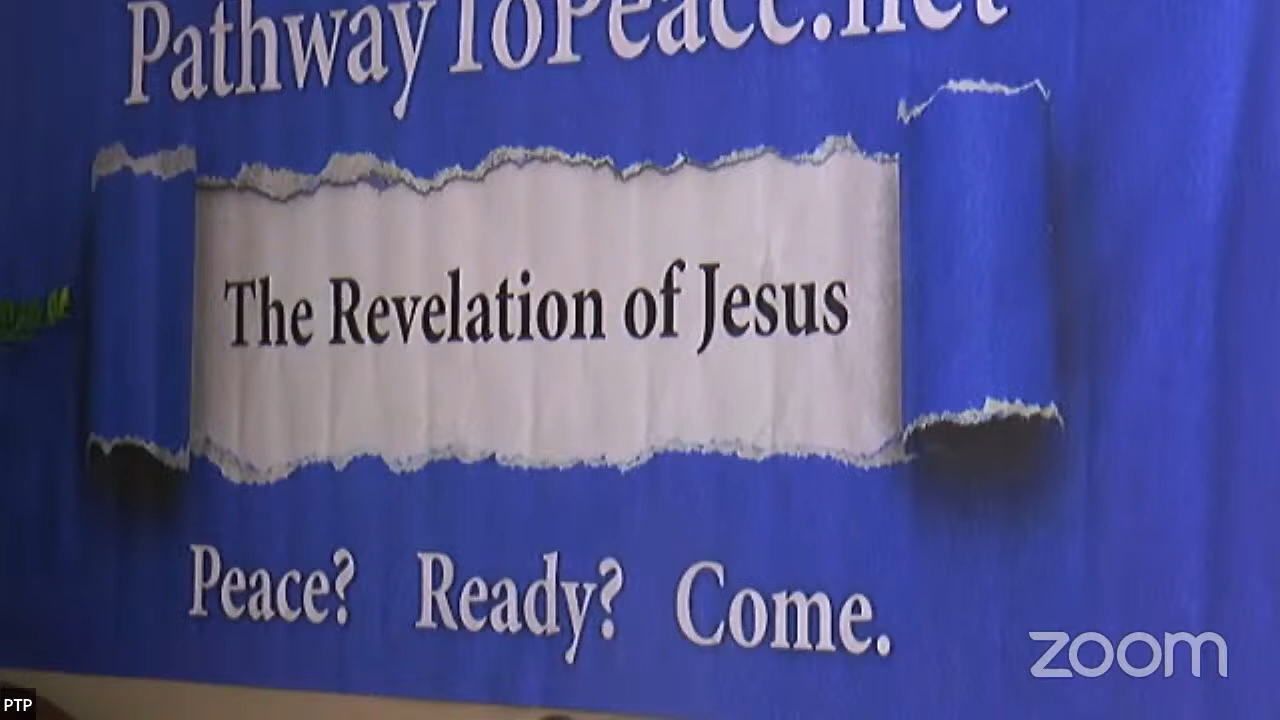 PathwayToPeace.net
The Revelation of Jesus
Peace? Ready? Come.
zoom
PTP